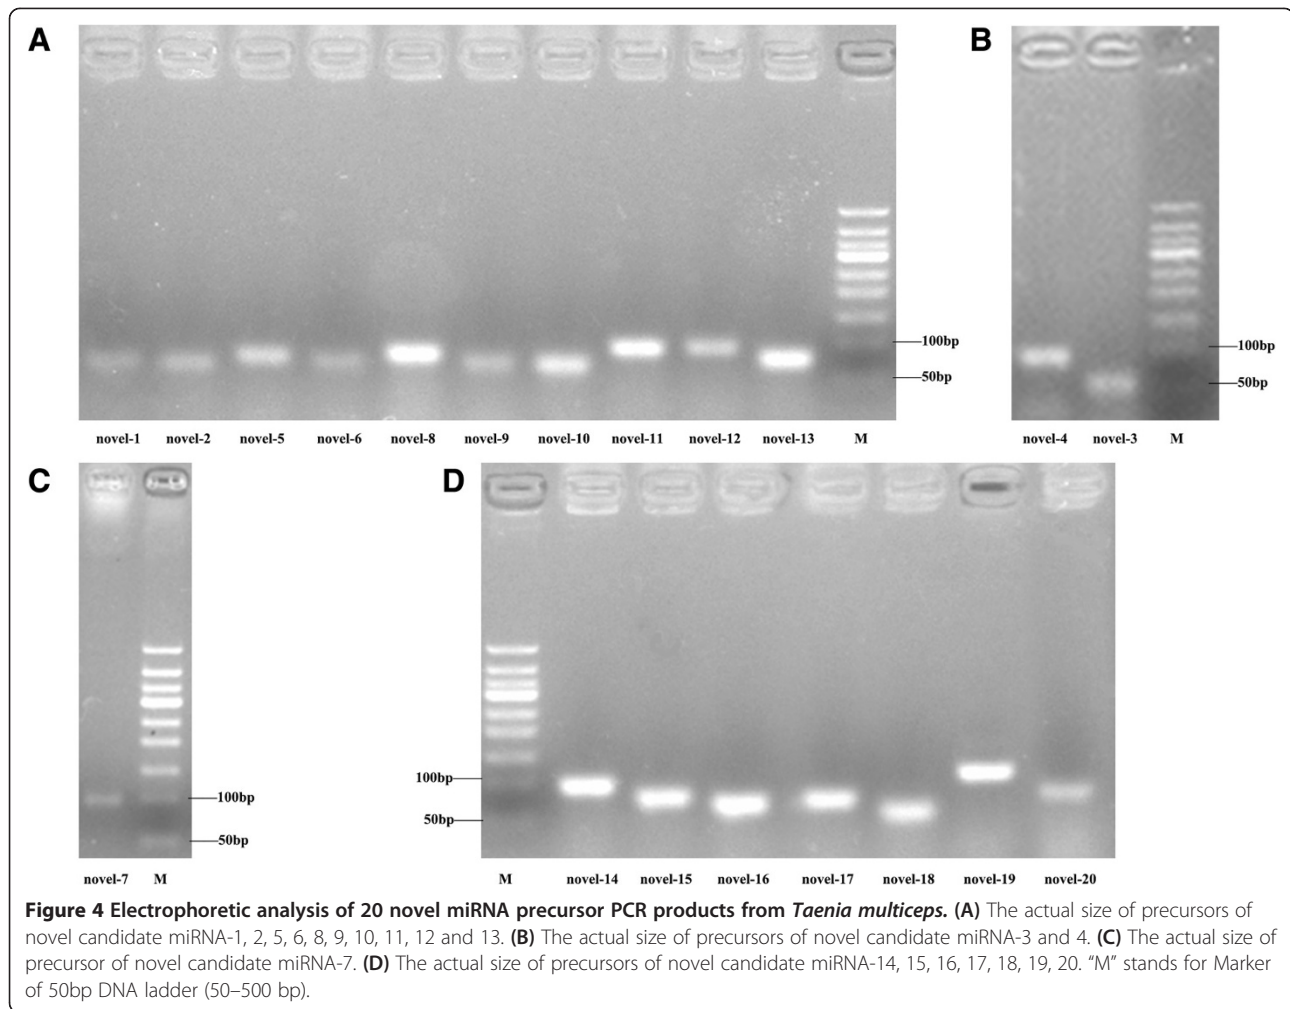 A
B
100bp
50bp
100bp
50bp
novel-1 novel-2 novel-5 novel-6 novel-8 novel-9 novel-10 novel-11 novel-12 novel-13 M
novel-4 novel-3 M
C
D
100bp
50bp
100bp
50bp
novel-7 M
M novel-14 novel-15 novel-16 novel-17 novel-18 novel-19 novel-20
Figure 4 Electrophoretic analysis of 20 novel miRNA precursor PCR products from Taenia multiceps. (A) The actual size of precursors of
novel candidate miRNA-1, 2, 5, 6, 8, 9, 10, 11, 12 and 13. (B) The actual size of precursors of novel candidate miRNA-3 and 4. (C) The actual size of
precursor of novel candidate miRNA-7. (D) The actual size of precursors of novel candidate miRNA-14, 15, 16, 17, 18, 19, 20. “M” stands for Marker
of 50bp DNA ladder (50–500 bp).